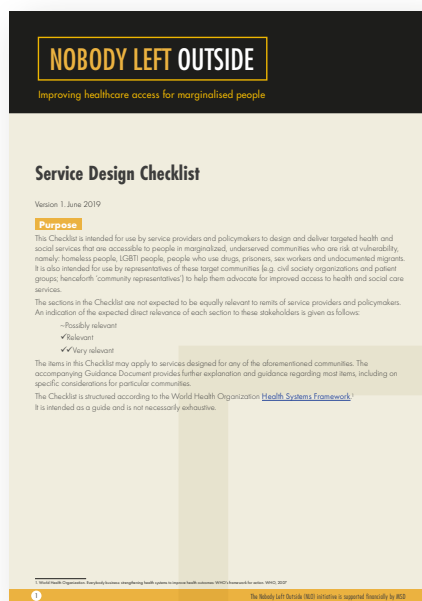 NOBODY LEFT OUTSIDE
Improving healthcare access for marginalised people
Service Design Checklist
Version 1. June 2019
Purpose
This Checklist is intended for use by service providers and policymakers to design and deliver targeted health and
social services that are accessible to people in marginalized, underserved communities who are at risk of vulnerability,
namely: homeless people, LGBTI people, people who use drugs, prisoners, sex workers and undocumented migrants.
It is also intended for use by representatives of these target communities (e.g. civil society organizations and patient
groups; henceforth 'community representatives') to help them advocate for improved access to health and social care
services.
The sections in the Checklist are not expected to be equally relevant to remits of service providers and policymakers.
An indication of the expected direct relevance of each section to these stakeholders is given as follows:
~Possibly relevant
✓Relevant
✓✓Very relevant
The items in this Checklist may apply to services designed for any of the aforementioned communities. The
accompanying Guidance Document provides further explanation and guidance regarding most items, including on
specific considerations for particular communities.
The Checklist is structured according to the World Health Organization Health Systems Framework.¹
It is intended as a guide and is not necessarily exhaustive.
1. World Health Organization. Everybody business: strengthening health systems to improve health outcomes: WHO's framework for action. WHO, 2007
1
The Nobody Left Outside (NLO) initiative is supported financially by MSD